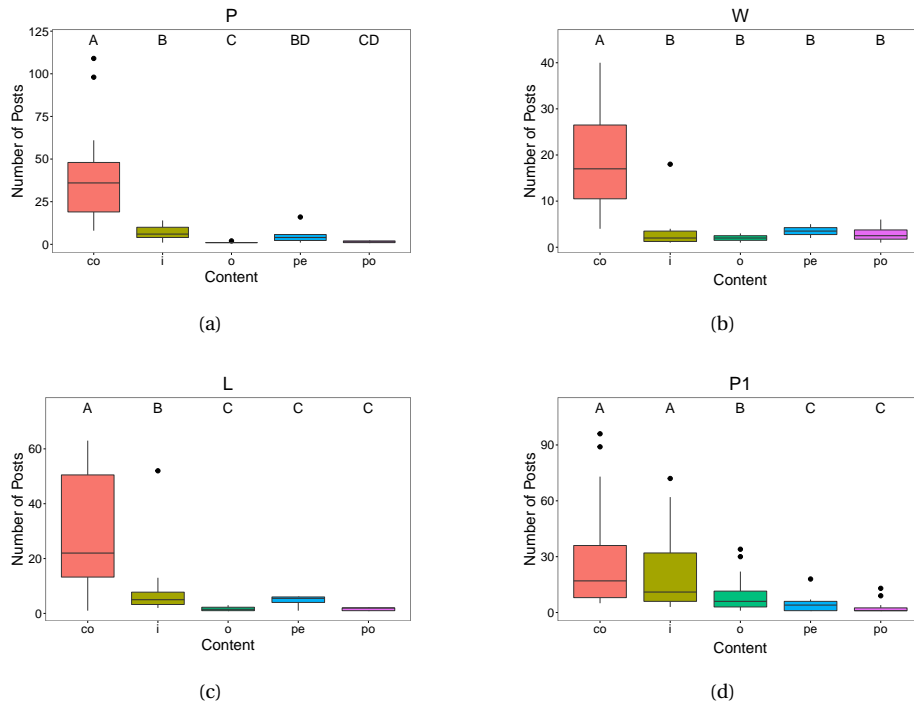 P
A B C BD CD
125
100
75
50
25
0
Number of Posts
co i o pe po
Content
(a)
W
A B B B B
40
30
20
10
0
Number of Posts
co i o pe po
Content
(b)
L
A B C C C
60
40
20
0
Number of Posts
co i o pe po
Content
(c)
P1
A A B C C
90
60
30
0
Number of Posts
co i o pe po
Content
(d)